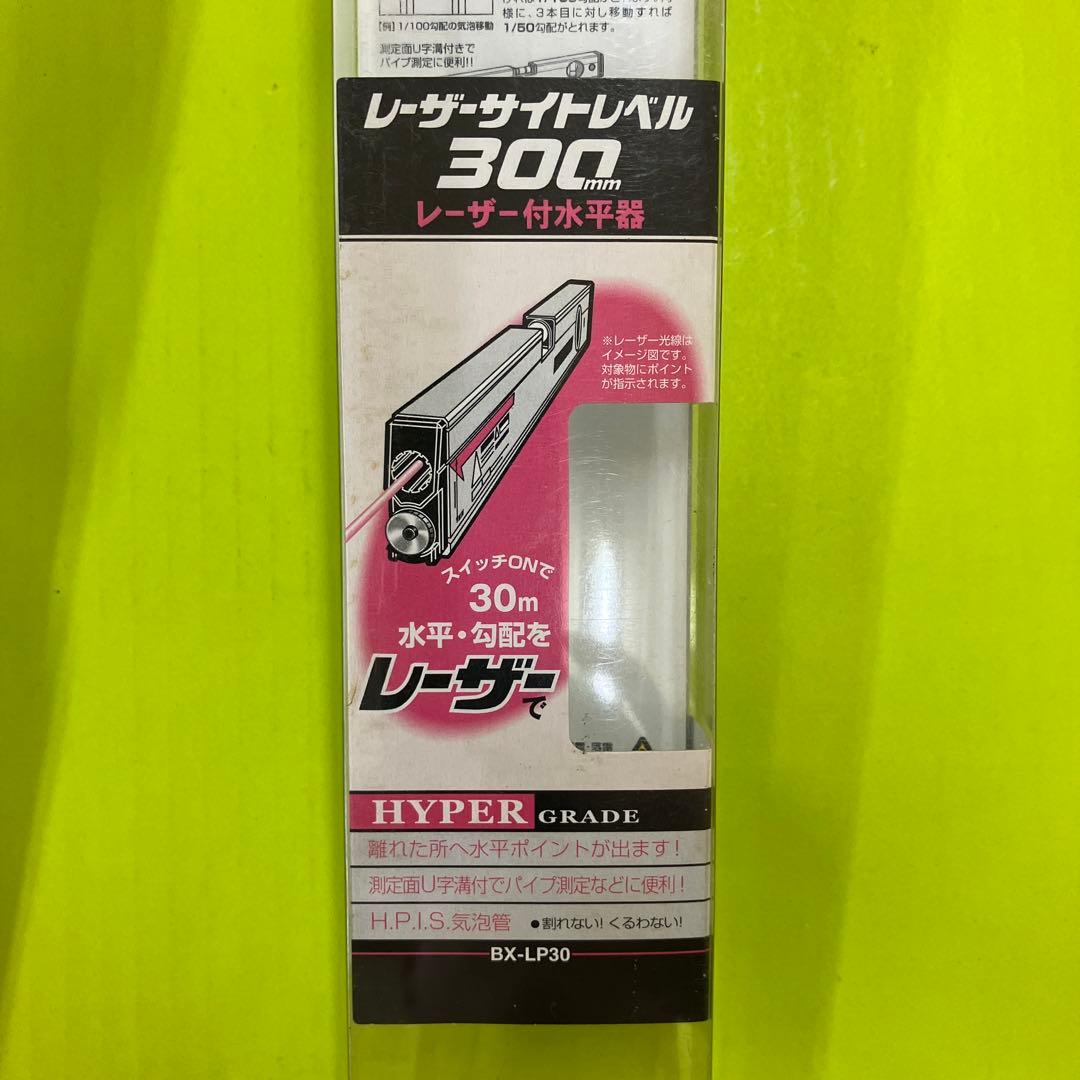 様に、3本目に対し移動すれば
[例] 1/100勾配の気泡移動
1/50勾配がとれます。
測定面U字溝付きで
パイプ測定に便利!!
レーザーサイトレベル
300mm
レーザー付水平器
※レーザー光線は
イメージ図です。
対象物にポイント
が指示されます。
スイッチONで
30m
水平・勾配を
レーザーで
HYPER GRADE
離れた所へ水平ポイントが出ます!
測定面U字溝付でパイプ測定などに便利!
H.P.I.S.気泡管 ●割れない! くるわない!
BX-LP30